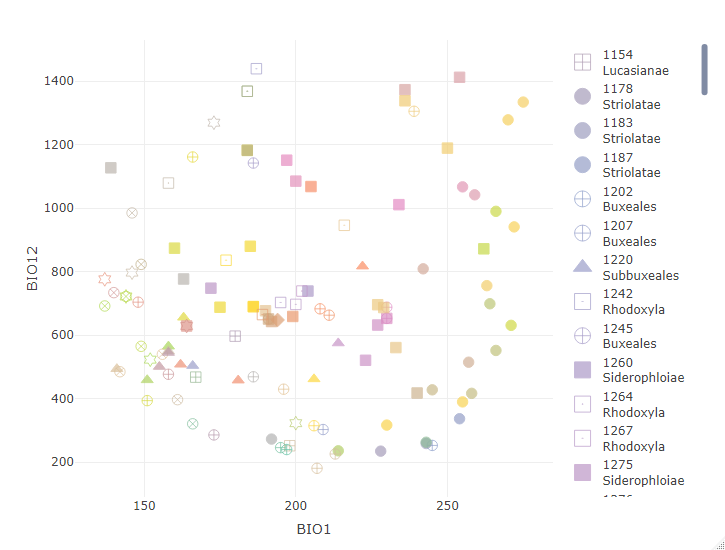 1400
1200
1000
800
600
400
200
BIO12
150
200
250
BIO1
1154
Lucasianae
1178
Striolatae
1183
Striolatae
1187
Striolatae
1202
Buxeales
1207
Buxeales
1220
Subbuxeales
1242
Rhodoxyla
1245
Buxeales
1260
Siderophloiae
1264
Rhodoxyla
1267
Rhodoxyla
1275
Siderophloiae